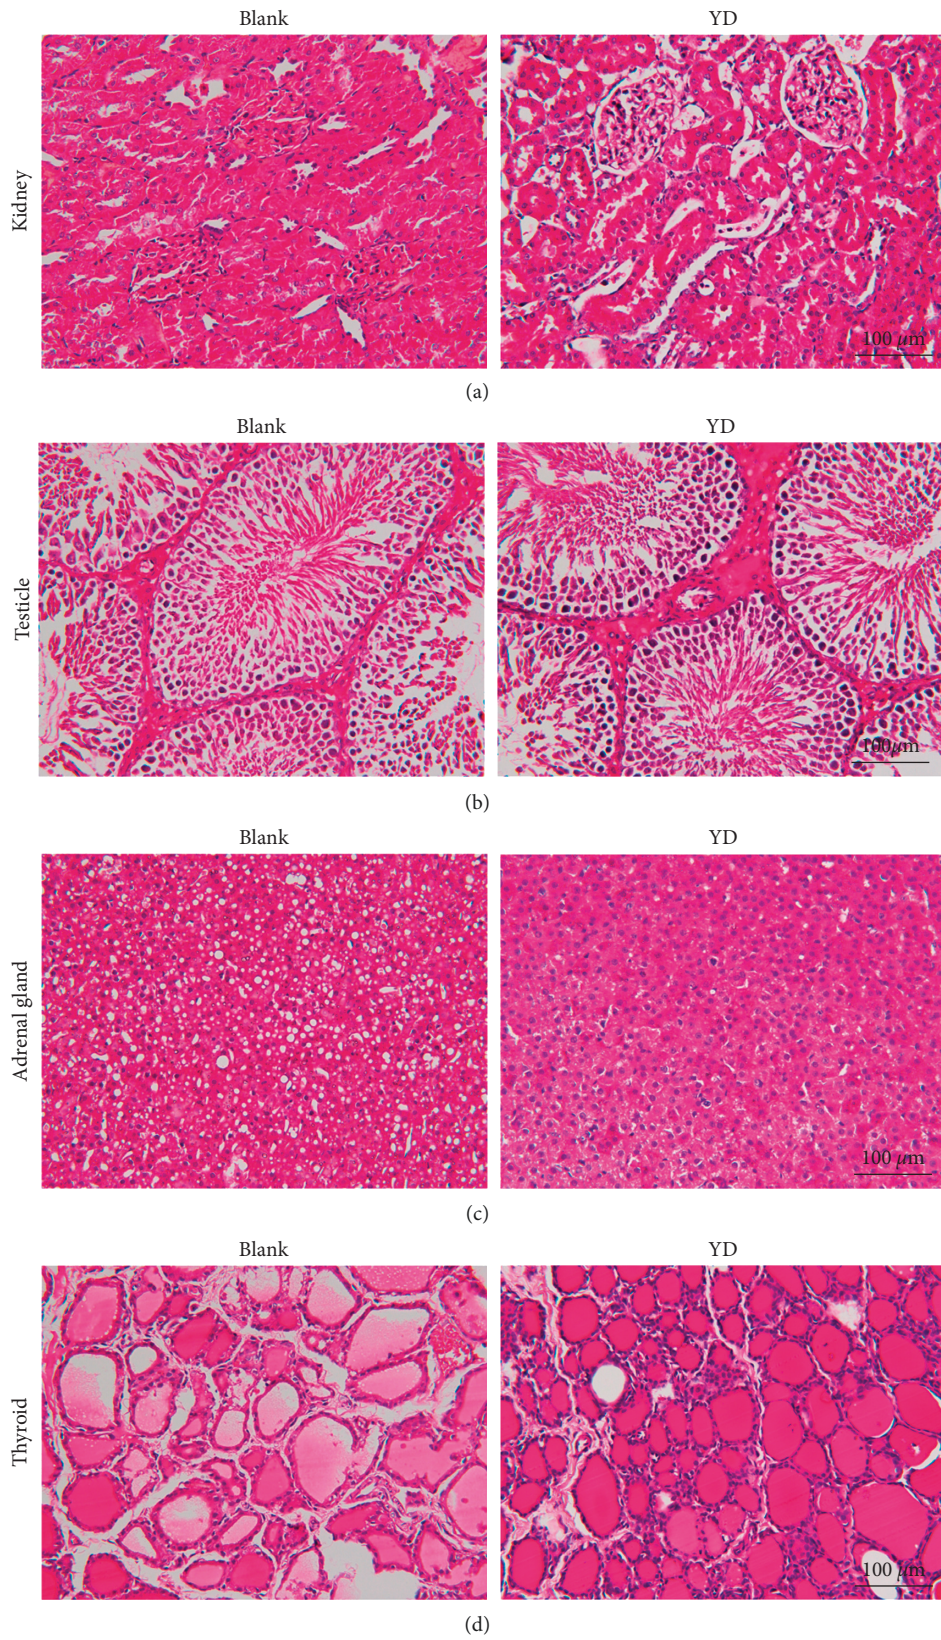 Blank YD
Kidney
100 μm
(a)
Blank YD
Testicle
100μm
(b)
Blank YD
Adrenal gland
100 μm
(c)
Blank YD
Thyroid
100 μm
(d)